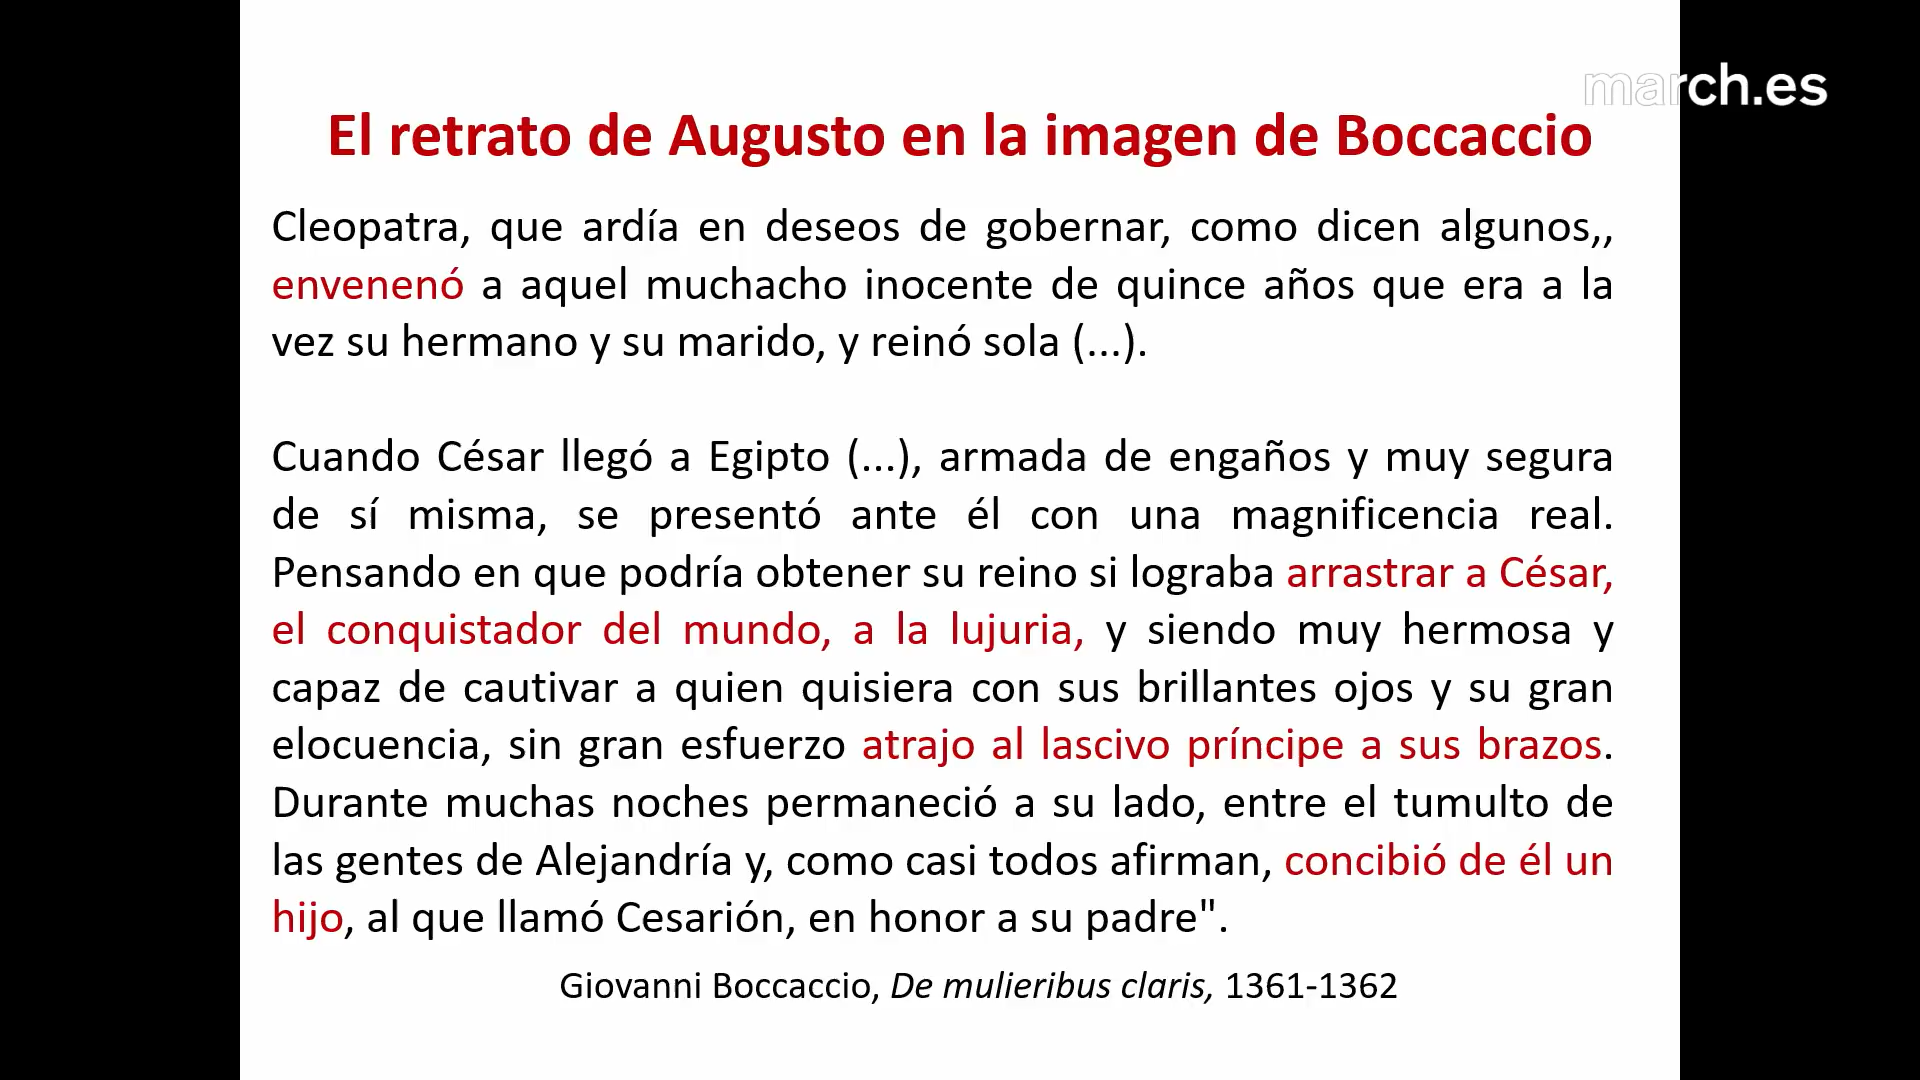 march.es
El retrato de Augusto en la imagen de Boccaccio
Cleopatra, que ardía en deseos de gobernar, como dicen algunos,,
envenenó a aquel muchacho inocente de quince años que era a la
vez su hermano y su marido, y reinó sola (...).
Cuando César llegó a Egipto (...), armada de engaños y muy segura
de sí misma, se presentó ante él con una magnificencia real.
Pensando en que podría obtener su reino si lograba arrastrar a César,
el conquistador del mundo, a la lujuria, y siendo muy hermosa y
capaz de cautivar a quien quisiera con sus brillantes ojos y su gran
elocuencia, sin gran esfuerzo atrajo al lascivo príncipe a sus brazos.
Durante muchas noches permaneció a su lado, entre el tumulto de
las gentes de Alejandría y, como casi todos afirman, concibió de él un
hijo, al que llamó Cesarión, en honor a su padre".
Giovanni Boccaccio, De mulieribus claris, 1361-1362